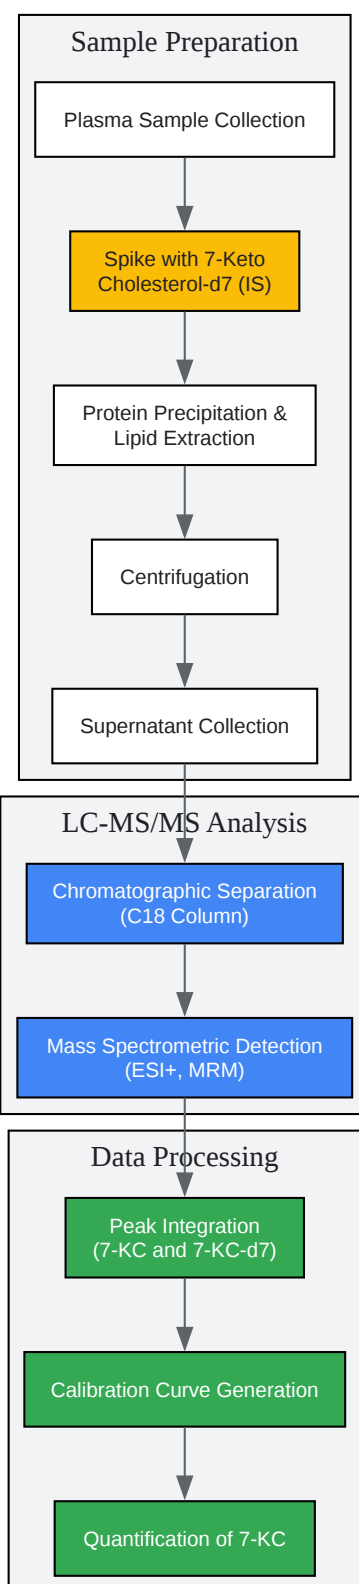 Sample Preparation
Plasma Sample Collection
Spike with 7-Keto
Cholesterol-d7 (IS)
Protein Precipitation &
Lipid Extraction
Centrifugation
Supernatant Collection
LC-MS/MS Analysis
Chromatographic Separation
(C18 Column)
Mass Spectrometric Detection
(ESI+, MRM)
Data Processing
Peak Integration
(7-KC and 7-KC-d7)
Calibration Curve Generation
Quantification of 7-KC